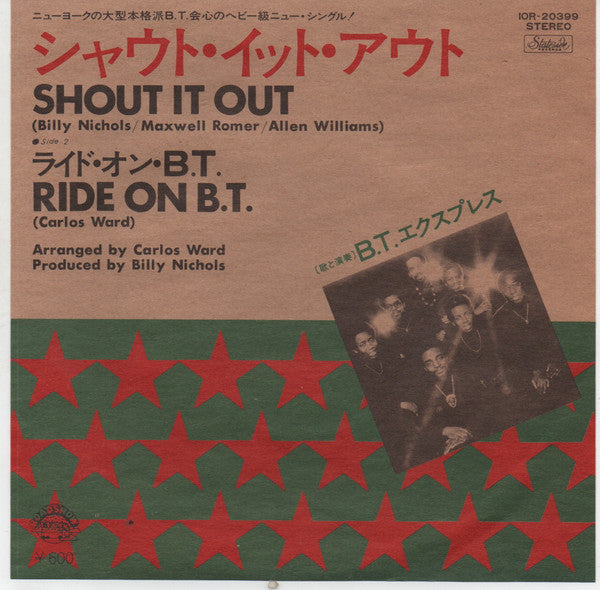 ニューヨークの大型本格派B.T.会心のヘビー級ニュー・シングル!
IOR-20399
STEREO
Stateside
RECORDS
シャウト・イット・アウト
SHOUT IT OUT
(Billy Nichols/Maxwell Romer/Allen Williams)
●Side 2
ライド・オン・B.T.
RIDE ON B.T.
(Carlos Ward)
Arranged by Carlos Ward
Produced by Billy Nichols
(歌と演奏)B.T.エクスプレス
¥600